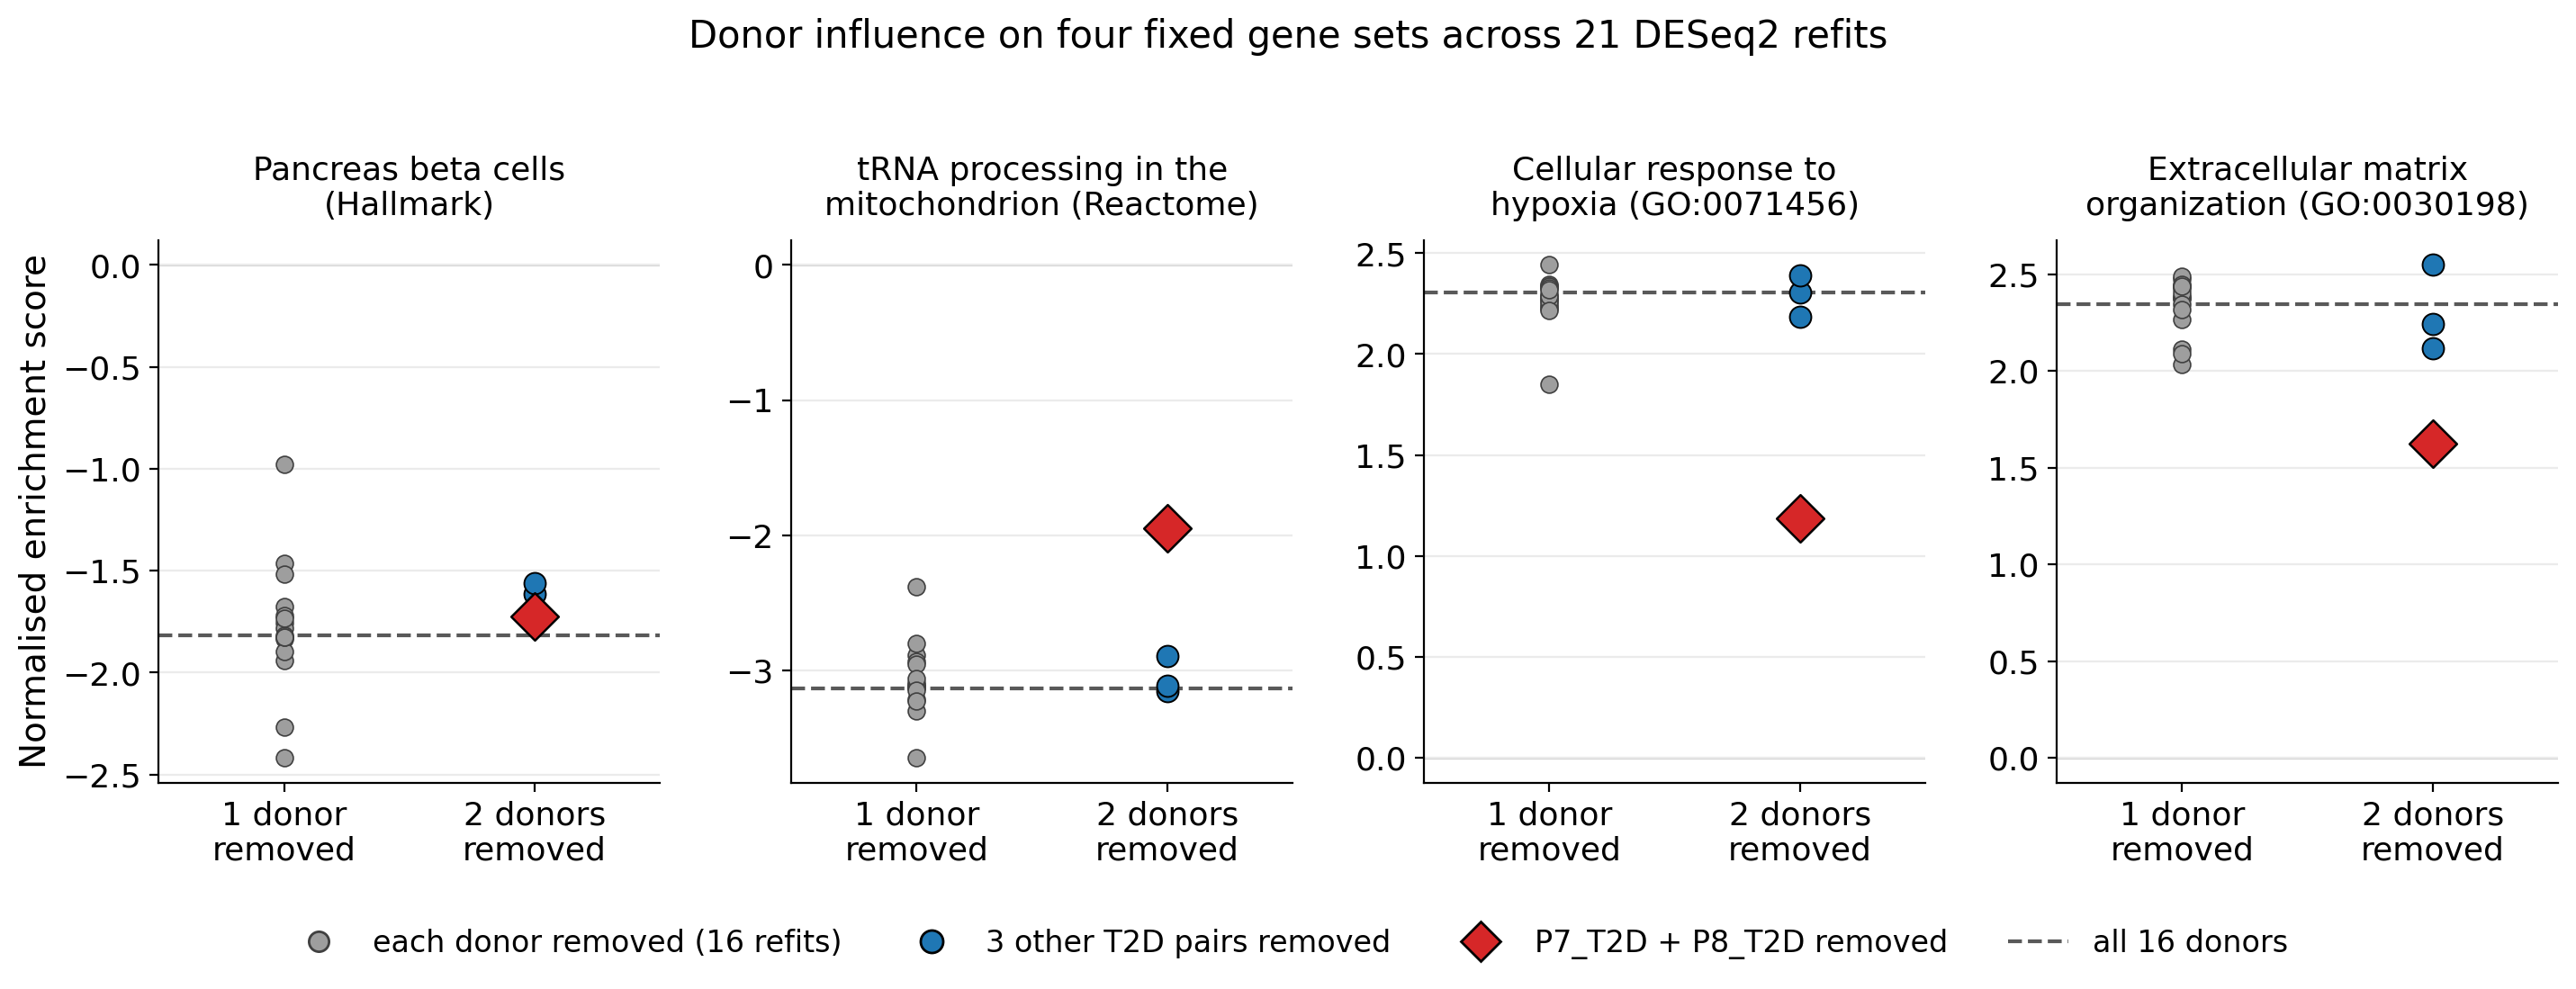 Donor influence on four fixed gene sets across 21 DESeq2 refits
Normalised enrichment score
Pancreas beta cells
(Hallmark)
0.0
−0.5
−1.0
−1.5
−2.0
−2.5
1 donor
removed
2 donors
removed
tRNA processing in the
mitochondrion (Reactome)
0
−1
−2
−3
1 donor
removed
2 donors
removed
Cellular response to
hypoxia (GO:0071456)
2.5
2.0
1.5
1.0
0.5
0.0
1 donor
removed
2 donors
removed
Extracellular matrix
organization (GO:0030198)
2.5
2.0
1.5
1.0
0.5
0.0
1 donor
removed
2 donors
removed
each donor removed (16 refits)
3 other T2D pairs removed
P7_T2D + P8_T2D removed
all 16 donors